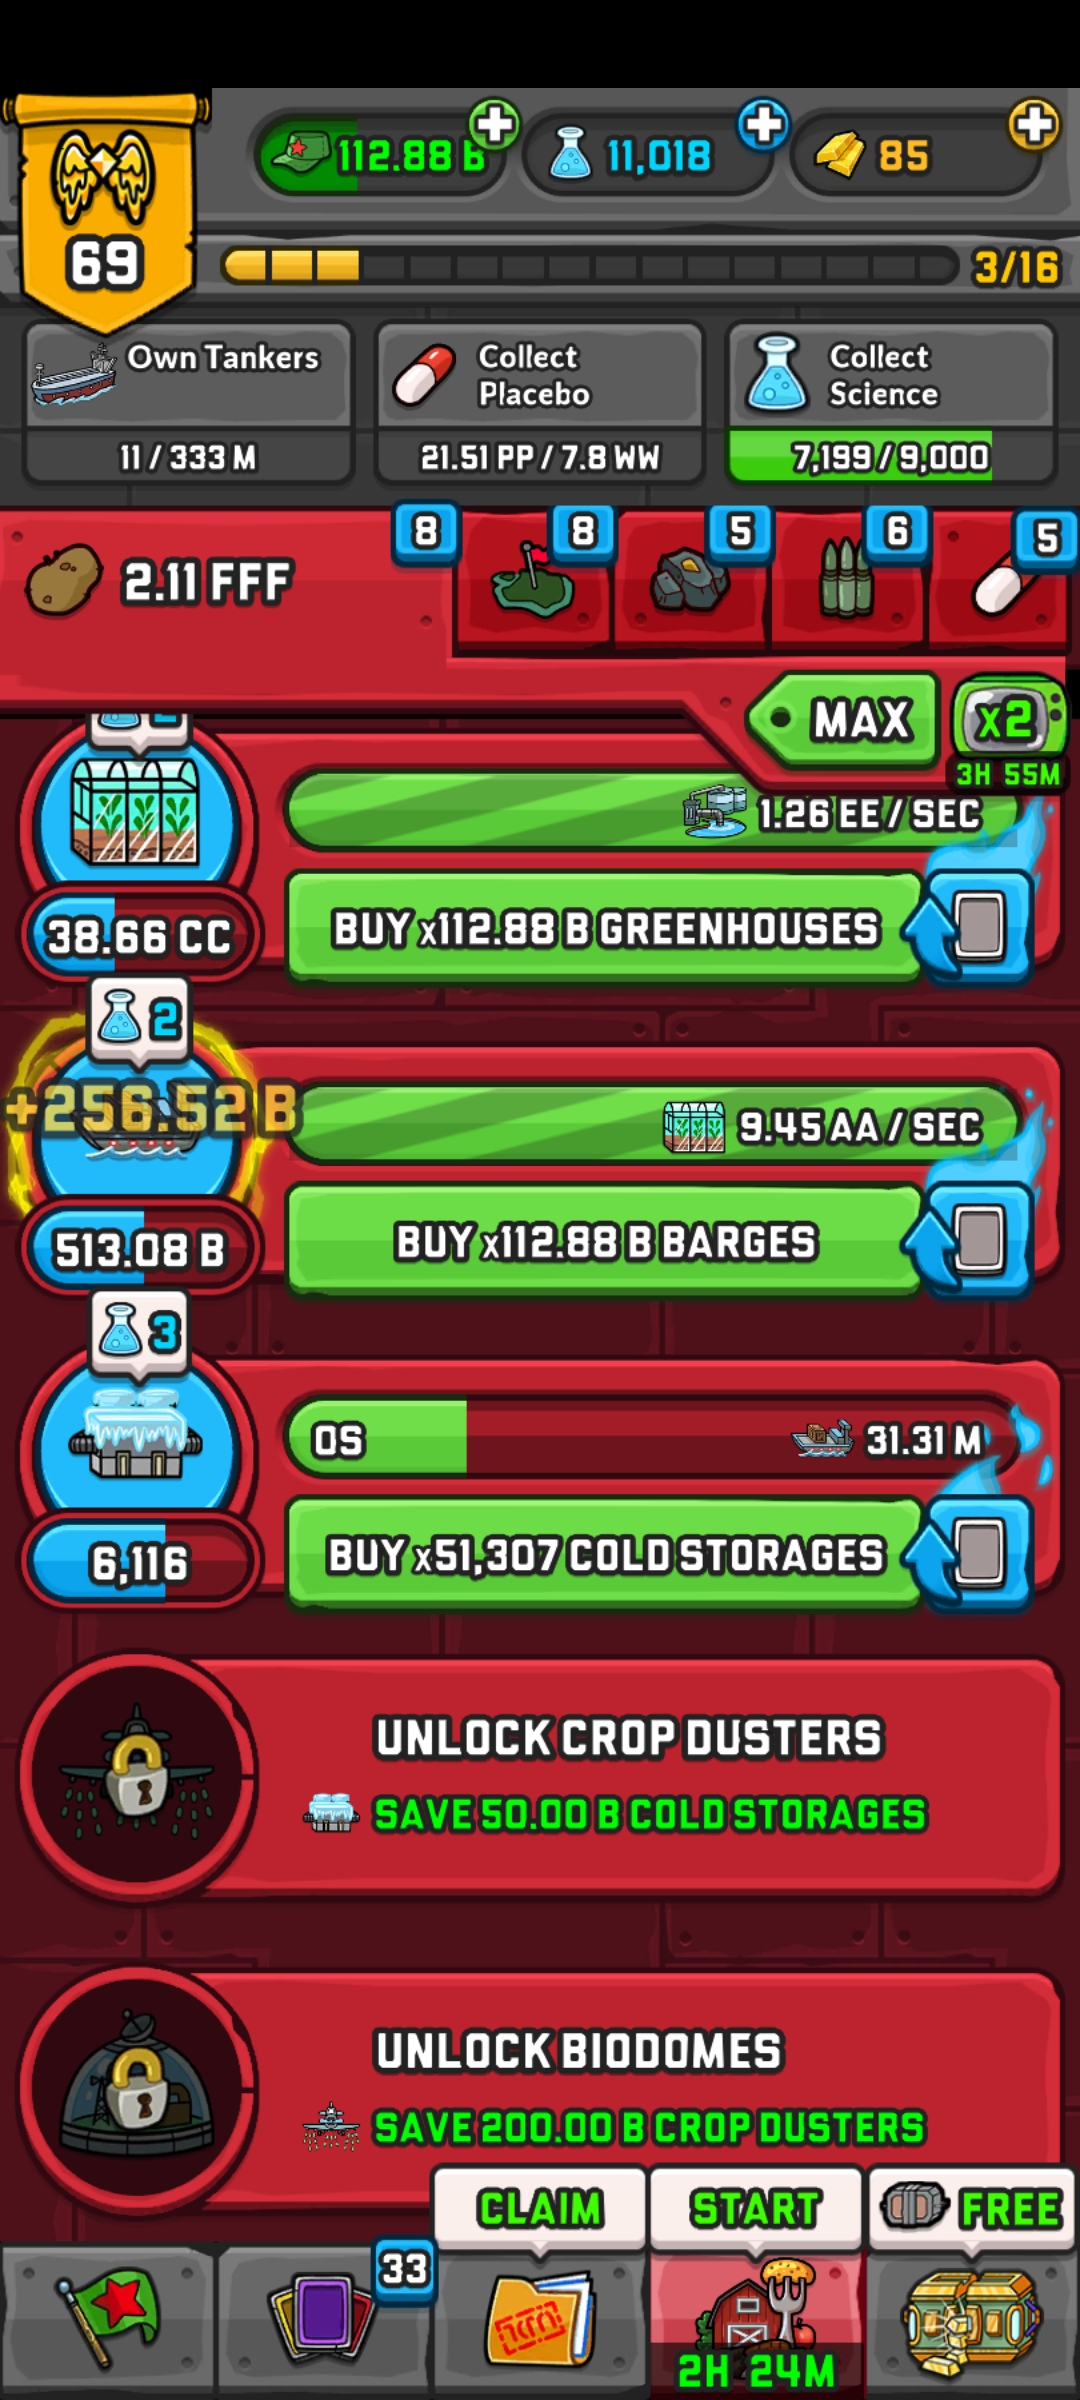 112.88 B
11,018
85
69
3/16
Own Tankers
11 / 333 M
Collect
Placebo
21.51 PP / 7.8 WW
Collect
Science
7,199 / 9,000
2.11 FFF
8
8
5
6
5
MAX
x2
3H 55M
1.26 EE / SEC
BUY x112.88 B GREENHOUSES
38.66 CC
2
+256.52 B
9.45 AA / SEC
BUY x112.88 B BARGES
513.08 B
3
0S
31.31 M
BUY x51,307 COLD STORAGES
6,116
UNLOCK CROP DUSTERS
SAVE 50.00 B COLD STORAGES
UNLOCK BIODOMES
SAVE 200.00 B CROP DUSTERS
CLAIM
START
FREE
33
2H 24M